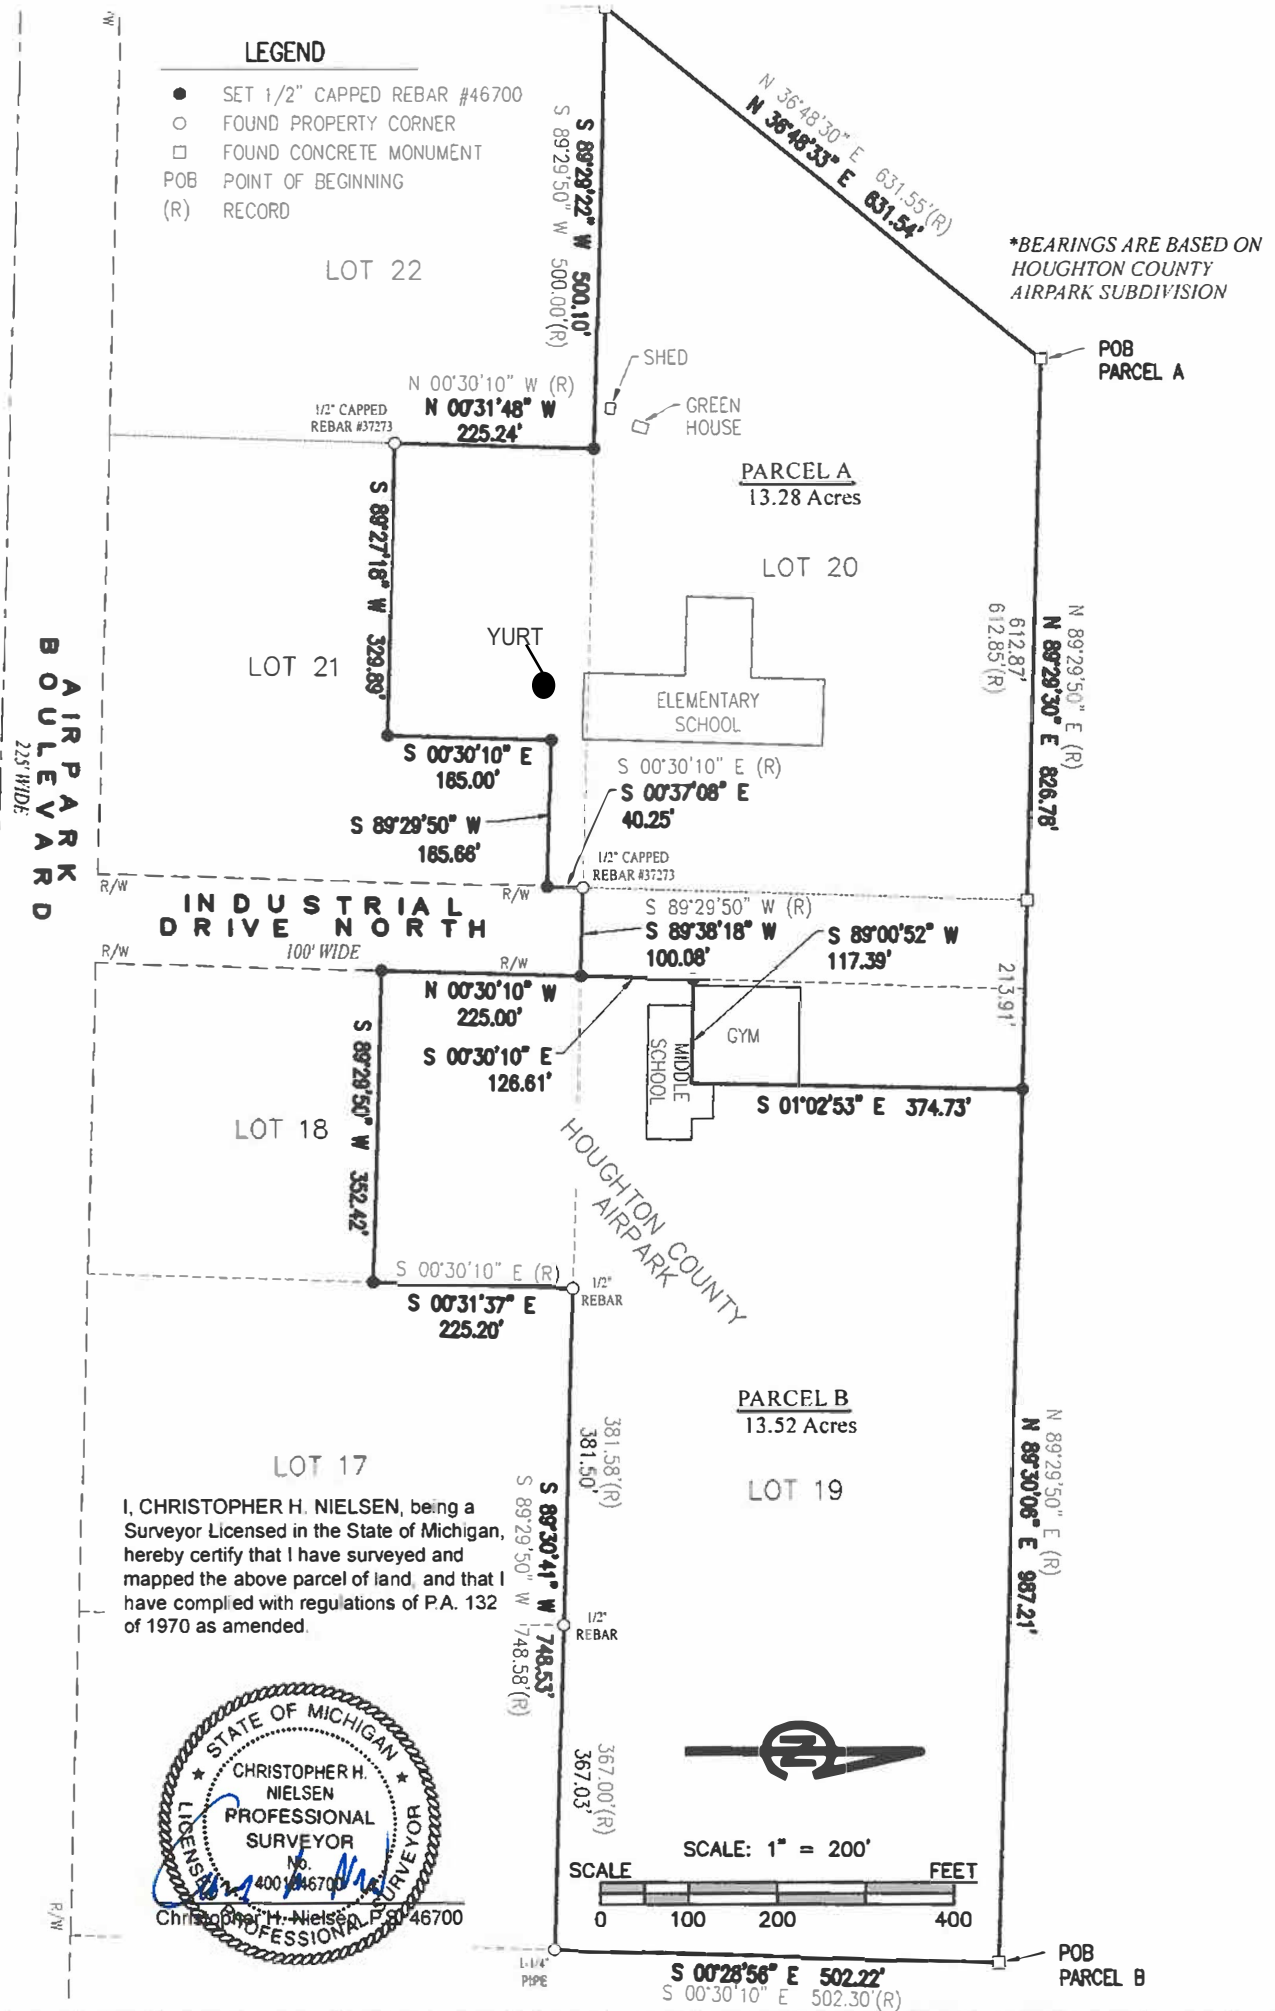 R/W
LEGEND
SET 1/2" CAPPED REBAR #46700
FOUND PROPERTY CORNER
FOUND CONCRETE MONUMENT
POB POINT OF BEGINNING
(R) RECORD
LOT 22
S 89°29'22" W 500.10'
S 89°29'50" W 500.00'(R)
N 36°48'30" E 631.55'(R)
N 36°48'33" E 631.54'
*BEARINGS ARE BASED ON
HOUGHTON COUNTY
AIRPARK SUBDIVISION
POB
PARCEL A
SHED
GREEN
HOUSE
N 00°30'10" W (R)
N 00°31'48" W
225.24'
1/2" CAPPED
REBAR #37273
PARCEL A
13.28 Acres
LOT 20
S 89°27'18" W 329.89'
YURT
LOT 21
ELEMENTARY
SCHOOL
N 89°29'50" E (R)
N 89°29'30" E 826.78'
612.87'
612.85'(R)
AIRPARK
BOULEVARD
225' WIDE
S 00°30'10" E
165.00'
S 00°30'10" E (R)
S 00°37'08" E
40.25'
S 89°29'50" W
165.66'
1/2" CAPPED
REBAR #37273
R/W
R/W
INDUSTRIAL
DRIVE NORTH
100' WIDE
R/W
R/W
S 89°29'50" W (R)
S 89°38'18" W
100.08'
S 89°00'52" W
117.39'
213.91'
N 00°30'10" W
225.00'
S 00°30'10" E
126.61'
GYM
MIDDLE
SCHOOL
S 01°02'53" E 374.73'
S 89°29'50" W 352.42'
LOT 18
HOUGHTON COUNTY
AIRPARK
S 00°30'10" E (R)
S 00°31'37" E
225.20'
1/2"
REBAR
PARCEL B
13.52 Acres
LOT 19
N 89°29'50" E (R)
N 89°30'06" E 987.21'
381.58'(R)
381.50'
LOT 17
S 89°30'41" W 748.53'
S 89°29'50" W 748.58'(R)
I, CHRISTOPHER H. NIELSEN, being a
Surveyor Licensed in the State of Michigan,
hereby certify that I have surveyed and
mapped the above parcel of land, and that I
have complied with regulations of P.A. 132
of 1970 as amended.
1/2"
REBAR
367.00'(R)
367.03'
STATE OF MICHIGAN
LICENSED PROFESSIONAL SURVEYOR
CHRISTOPHER H.
NIELSEN
PROFESSIONAL
SURVEYOR
No.
4001046700
Christopher H. Nielsen P.S. 46700
N
SCALE: 1" = 200'
SCALE FEET
0 100 200 400
R/W
1-1/4"
PIPE
S 00°28'56" E 502.22'
S 00°30'10" E 502.30'(R)
POB
PARCEL B